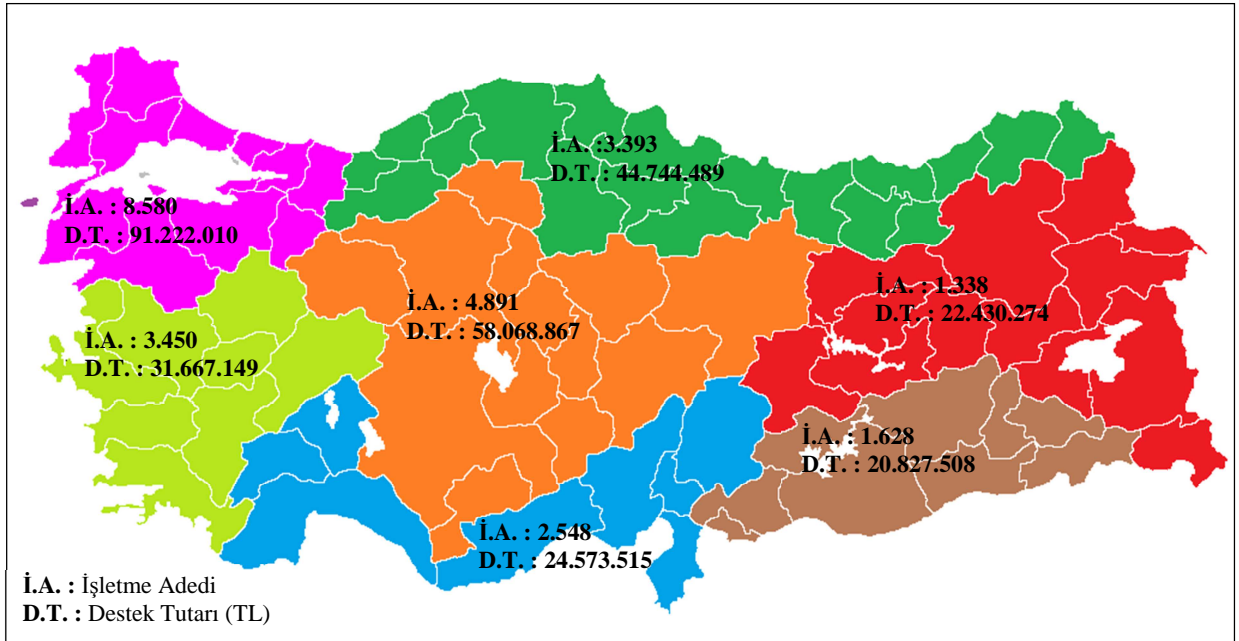 İ.A. :3.393
D.T. : 44.744.489
İ.A. : 8.580
D.T. : 91.222.010
İ.A. : 1.338
D.T. : 22.430.274
İ.A. : 4.891
D.T. : 58.068.867
İ.A. : 3.450
D.T. : 31.667.149
İ.A. : 1.628
D.T. : 20.827.508
İ.A. : 2.548
D.T. : 24.573.515
İ.A. : İşletme Adedi
D.T. : Destek Tutarı (TL)